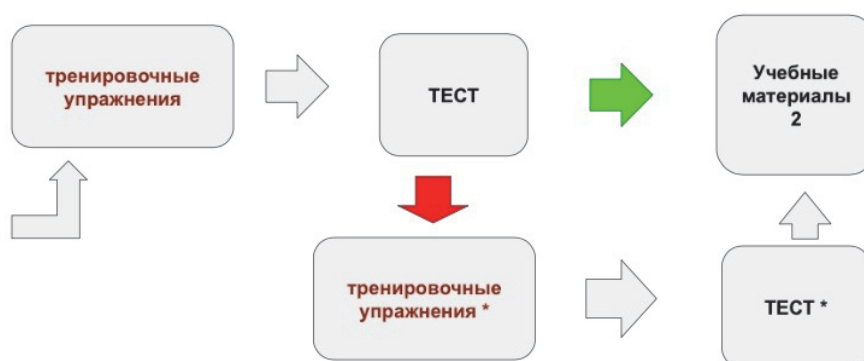 тренировочные
упражнения
ТЕСТ
Учебные
материалы
2
тренировочные
упражнения *
ТЕСТ *